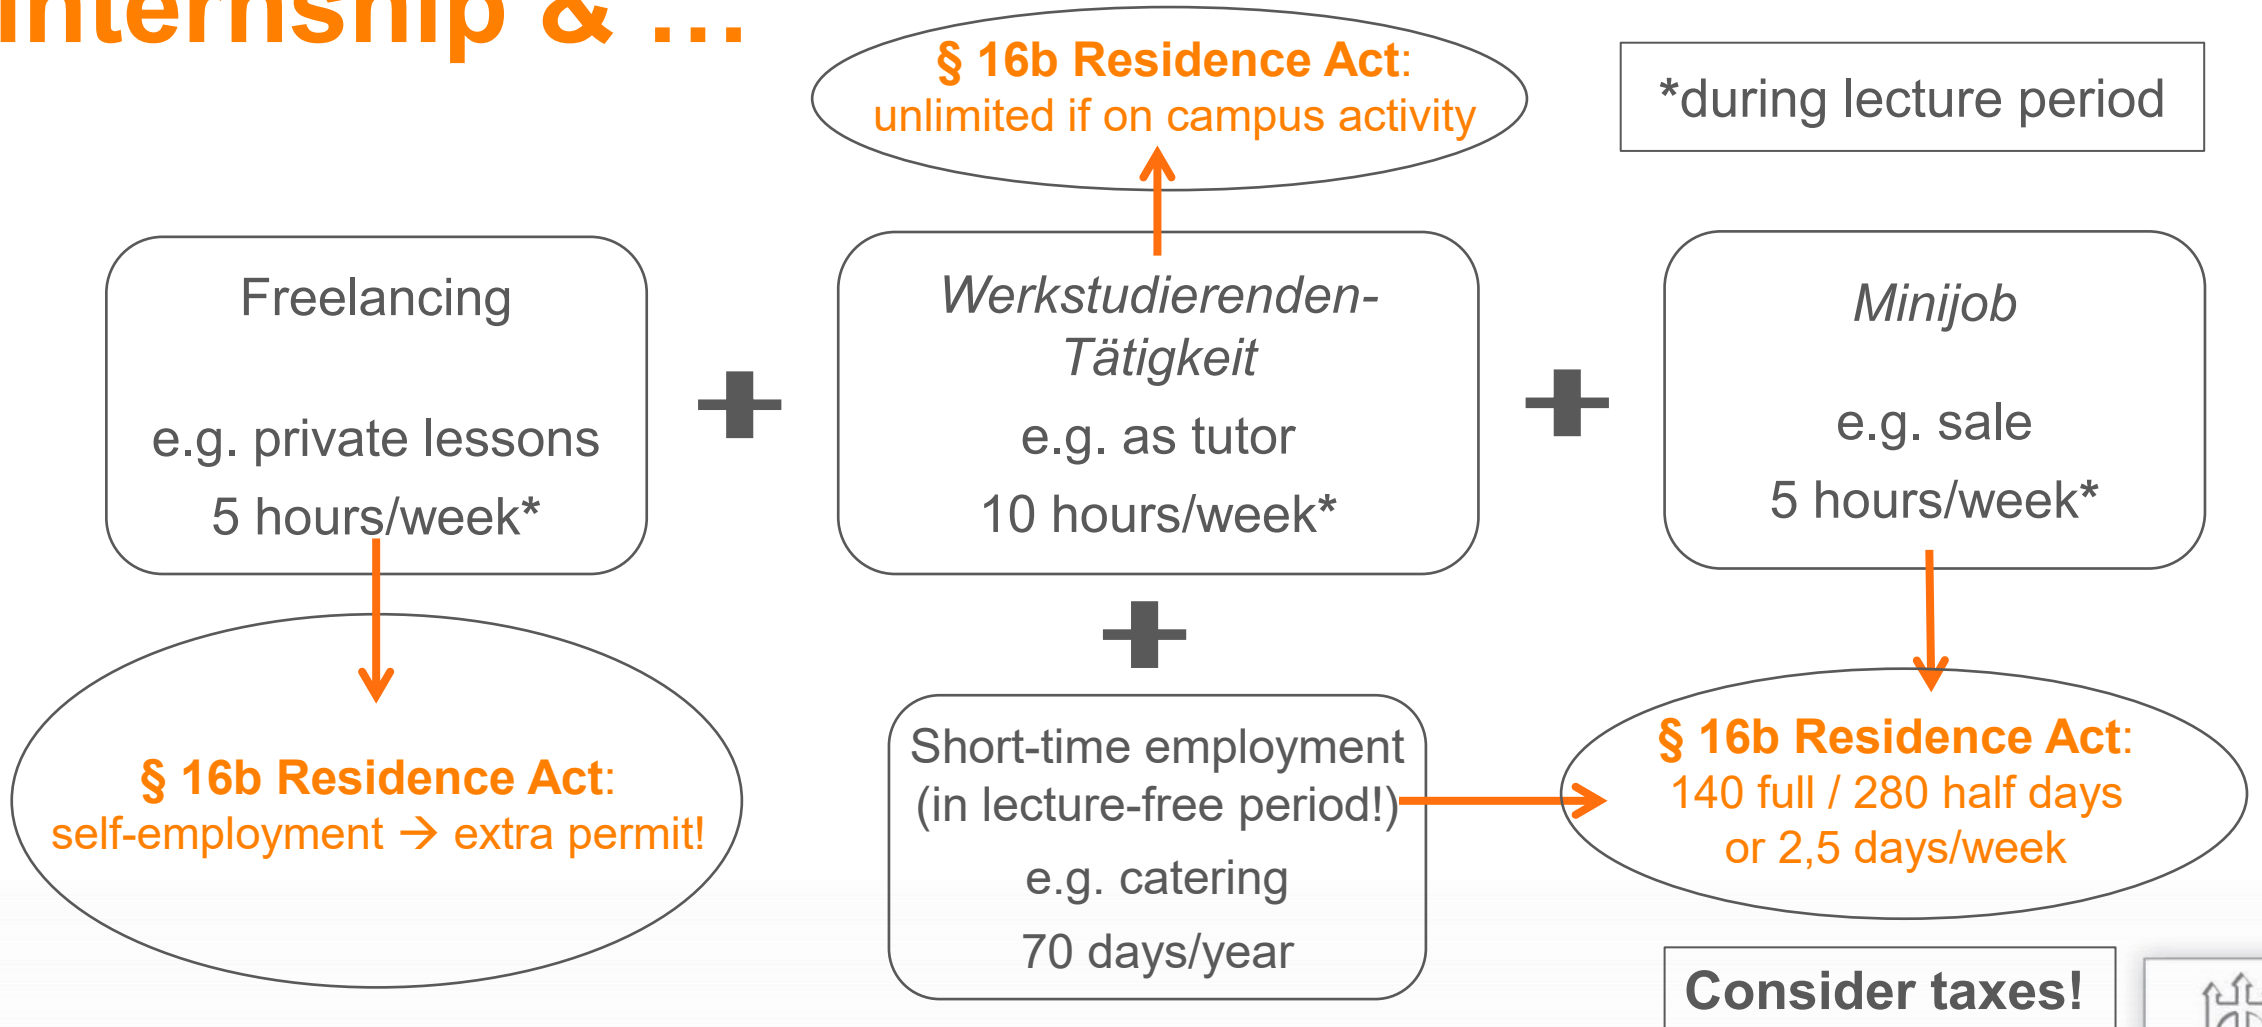 Internship & ...
§ 16b Residence Act:
unlimited if on campus activity
*during lecture period
Freelancing
e.g. private lessons
5 hours/week*
Werkstudierenden-
Tätigkeit
e.g. as tutor
10 hours/week*
Minijob
e.g. sale
5 hours/week*
§ 16b Residence Act:
self-employment → extra permit!
Short-time employment
(in lecture-free period!)
e.g. catering
70 days/year
§ 16b Residence Act:
140 full / 280 half days
or 2,5 days/week
Consider taxes!